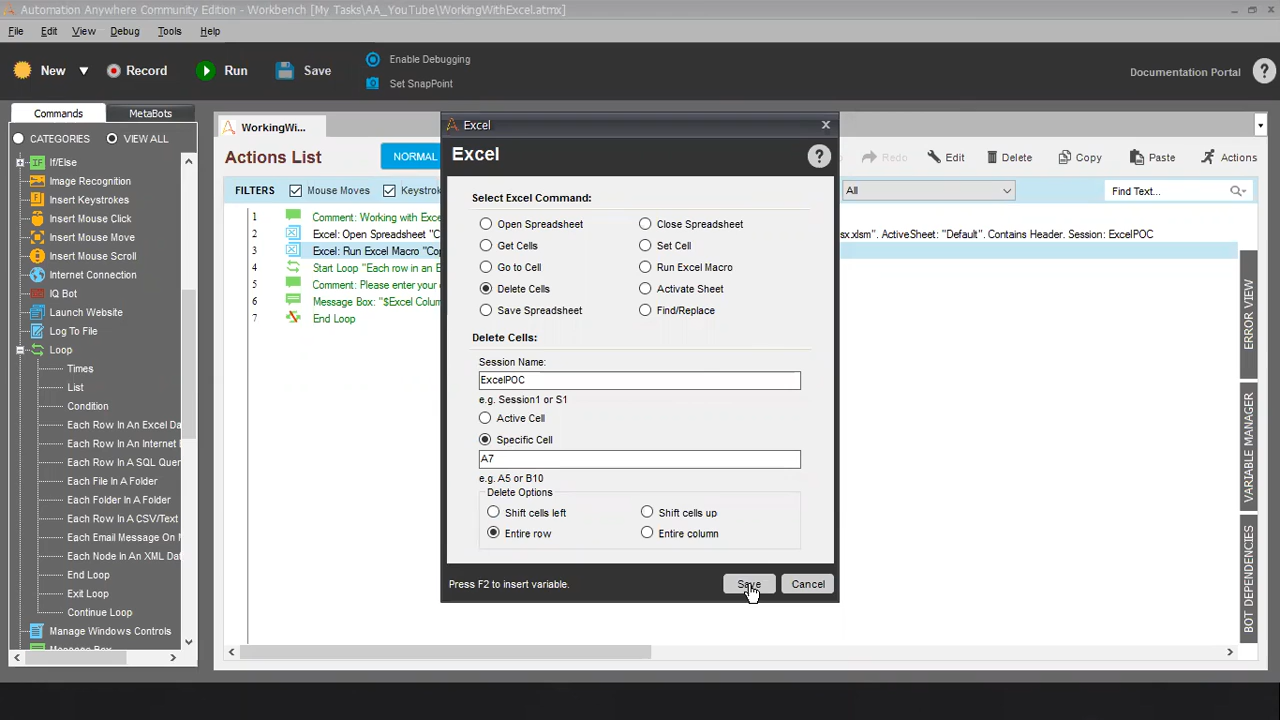 Automation Anywhere Community Edition - Workbench [My Tasks\AA_YouTube\WorkingWithExcel.atmx]
File Edit View Debug Tools Help
New Record Run Save
Enable Debugging
Set SnapPoint
Documentation Portal ?
Commands MetaBots
CATEGORIES VIEW ALL
If/Else
Image Recognition
Insert Keystrokes
Insert Mouse Click
Insert Mouse Move
Insert Mouse Scroll
Internet Connection
IQ Bot
Launch Website
Log To File
Loop
Times
List
Condition
Each Row In An Excel Da
Each Row In An Internet
Each Row In A SQL Quer
Each File In A Folder
Each Folder In A Folder
Each Row In A CSV/Text
Each Email Message On
Each Node In An XML Dat
End Loop
Exit Loop
Continue Loop
Manage Windows Controls
WorkingWi...
Actions List NORMAL
Redo Edit Delete Copy Paste Actions
FILTERS Mouse Moves Keystro All Find Text...
1 Comment: Working with Exce
2 Excel: Open Spreadsheet "C sx.xlsm". ActiveSheet: "Default". Contains Header. Session: ExcelPOC
3 Excel: Run Excel Macro "Cop
4 Start Loop "Each row in an E
5 Comment: Please enter your
6 Message Box: "$Excel Colum
7 End Loop
Excel
Excel ?
Select Excel Command:
Open Spreadsheet Close Spreadsheet
Get Cells Set Cell
Go to Cell Run Excel Macro
Delete Cells Activate Sheet
Save Spreadsheet Find/Replace
Delete Cells:
Session Name:
ExcelPOC
e.g. Session1 or S1
Active Cell
Specific Cell
A7
e.g. A5 or B10
Delete Options
Shift cells left Shift cells up
Entire row Entire column
Press F2 to insert variable. Save Cancel
ERROR VIEW
VARIABLE MANAGER
BOT DEPENDENCIES